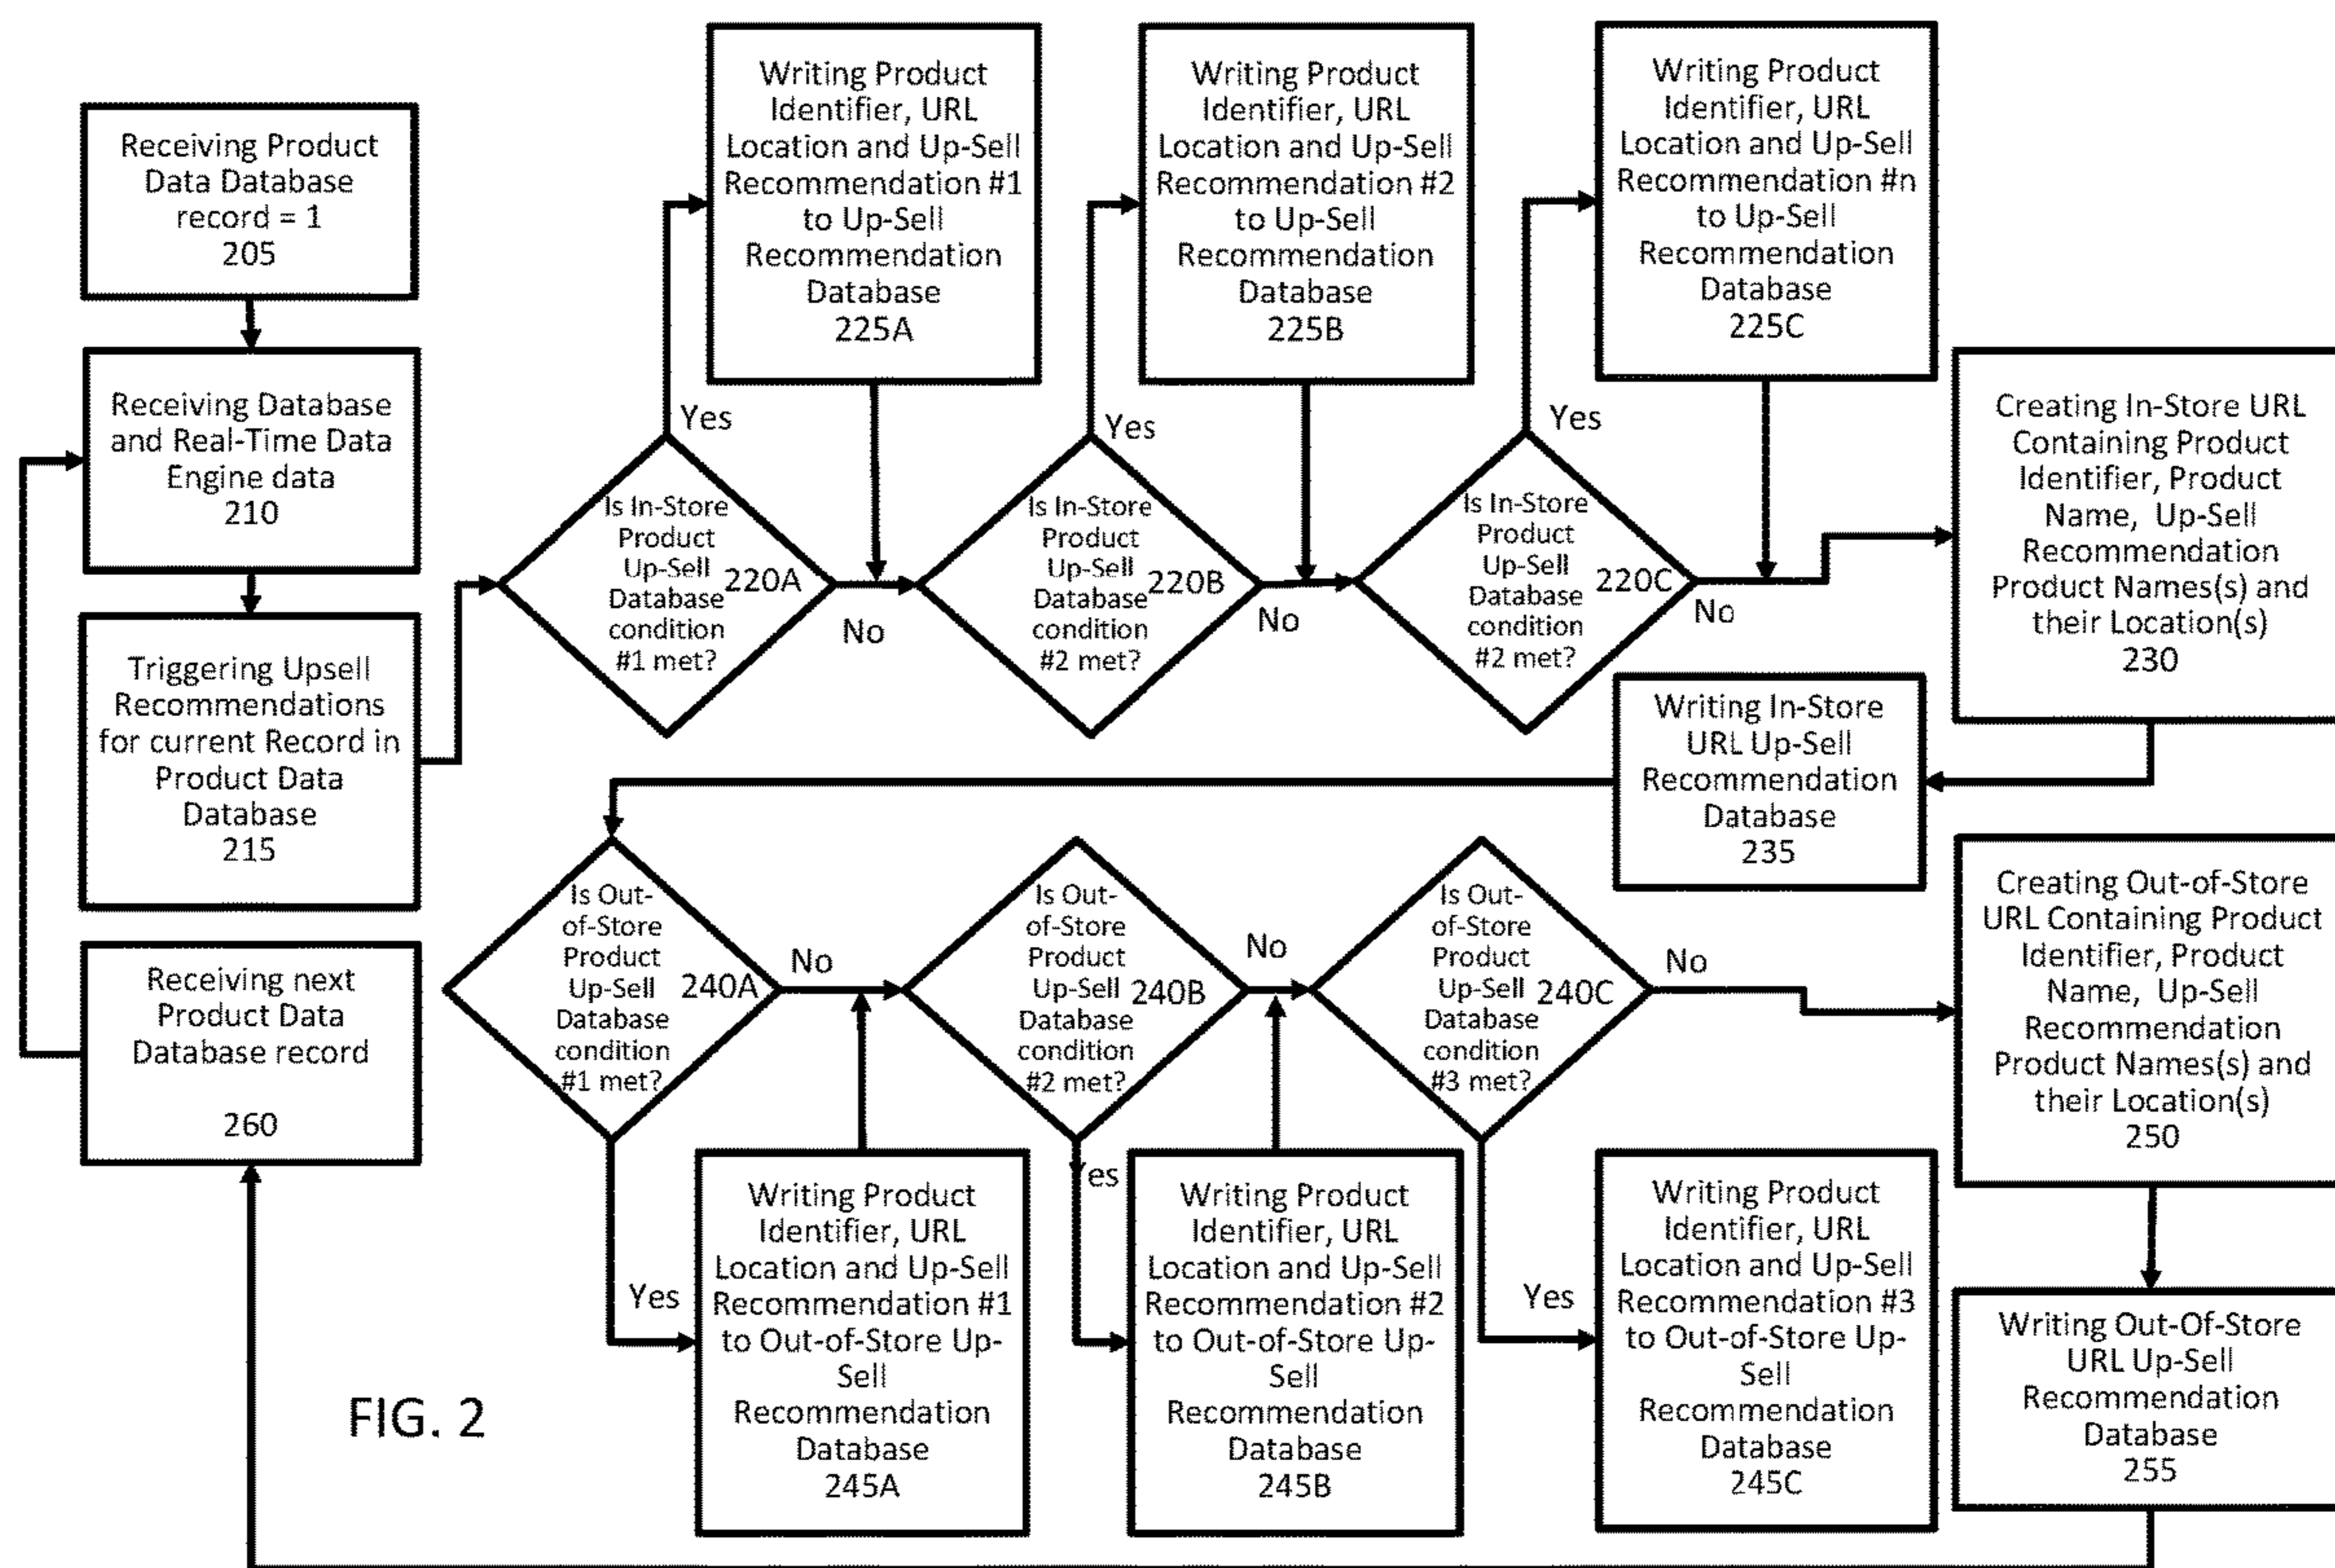 Receiving Product
Data Database
record = 1
205
Receiving Database
and Real-Time Data
Engine data
210
Triggering Upsell
Recommendations
for current Record in
Product Data
Database
215
Receiving next
Product Data
Database record
260
Writing Product
Identifier, URL
Location and Up-Sell
Recommendation #1
to Up-Sell
Recommendation
Database
225A
Writing Product
Identifier, URL
Location and Up-Sell
Recommendation #2
to Up-Sell
Recommendation
Database
225B
Writing Product
Identifier, URL
Location and Up-Sell
Recommendation #n
to Up-Sell
Recommendation
Database
225C
Yes
Is In-Store
Product
Up-Sell
Database
condition
#1 met?
220A
No
Yes
Is In-Store
Product
Up-Sell
Database
condition
#2 met?
220B
No
Yes
Is In-Store
Product
Up-Sell
Database
condition
#2 met?
220C
No
Creating In-Store URL
Containing Product
Identifier, Product
Name, Up-Sell
Recommendation
Product Names(s) and
their Location(s)
230
Writing In-Store
URL Up-Sell
Recommendation
Database
235
Is Out-
of-Store
Product
Up-Sell
Database
condition
#1 met?
240A
No
Yes
Is Out-
of-Store
Product
Up-Sell
Database
condition
#2 met?
240B
No
Yes
Is Out-
of-Store
Product
Up-Sell
Database
condition
#3 met?
240C
No
Yes
Writing Product
Identifier, URL
Location and Up-Sell
Recommendation #1
to Out-of-Store Up-
Sell
Recommendation
Database
245A
Writing Product
Identifier, URL
Location and Up-Sell
Recommendation #2
to Out-of-Store Up-
Sell
Recommendation
Database
245B
Writing Product
Identifier, URL
Location and Up-Sell
Recommendation #3
to Out-of-Store Up-
Sell
Recommendation
Database
245C
Creating Out-of-Store
URL Containing Product
Identifier, Product
Name, Up-Sell
Recommendation
Product Names(s) and
their Location(s)
250
Writing Out-Of-Store
URL Up-Sell
Recommendation
Database
255
FIG. 2